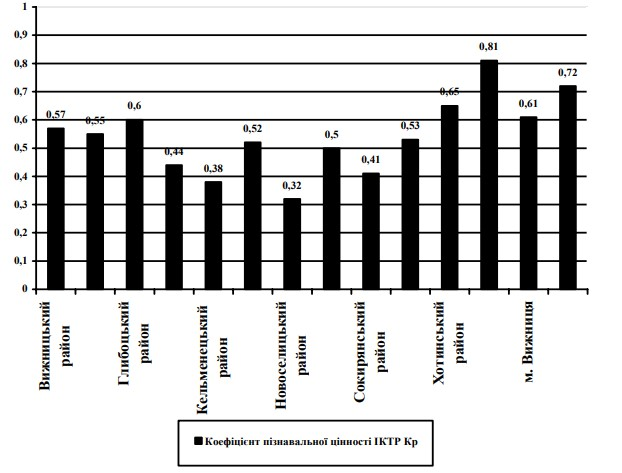 1
0,9
0,8
0,7
0,6
0,5
0,4
0,3
0,2
0,1
0
0,57
0,55
0,6
0,44
0,38
0,52
0,32
0,5
0,41
0,53
0,65
0,81
0,61
0,72
Вижницький
район
Глибоцький
район
Кельменецький
район
Новоселицький
район
Сокирянський
район
Хотинський
район
м. Вижниця
Коефіцієнт пізнавальної цінності ІКТР Кр